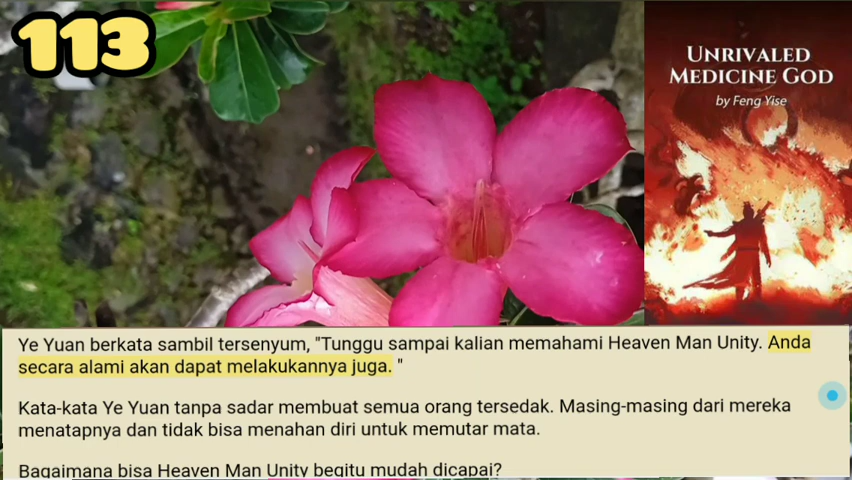 113
UNRIVALED
MEDICINE GOD
by Feng Yise
Ye Yuan berkata sambil tersenyum, "Tunggu sampai kalian memahami Heaven Man Unity. Anda
secara alami akan dapat melakukannya juga. "
Kata-kata Ye Yuan tanpa sadar membuat semua orang tersedak. Masing-masing dari mereka
menatapnya dan tidak bisa menahan diri untuk memutar mata.
Bagaimana bisa Heaven Man Unity begitu mudah dicapai?